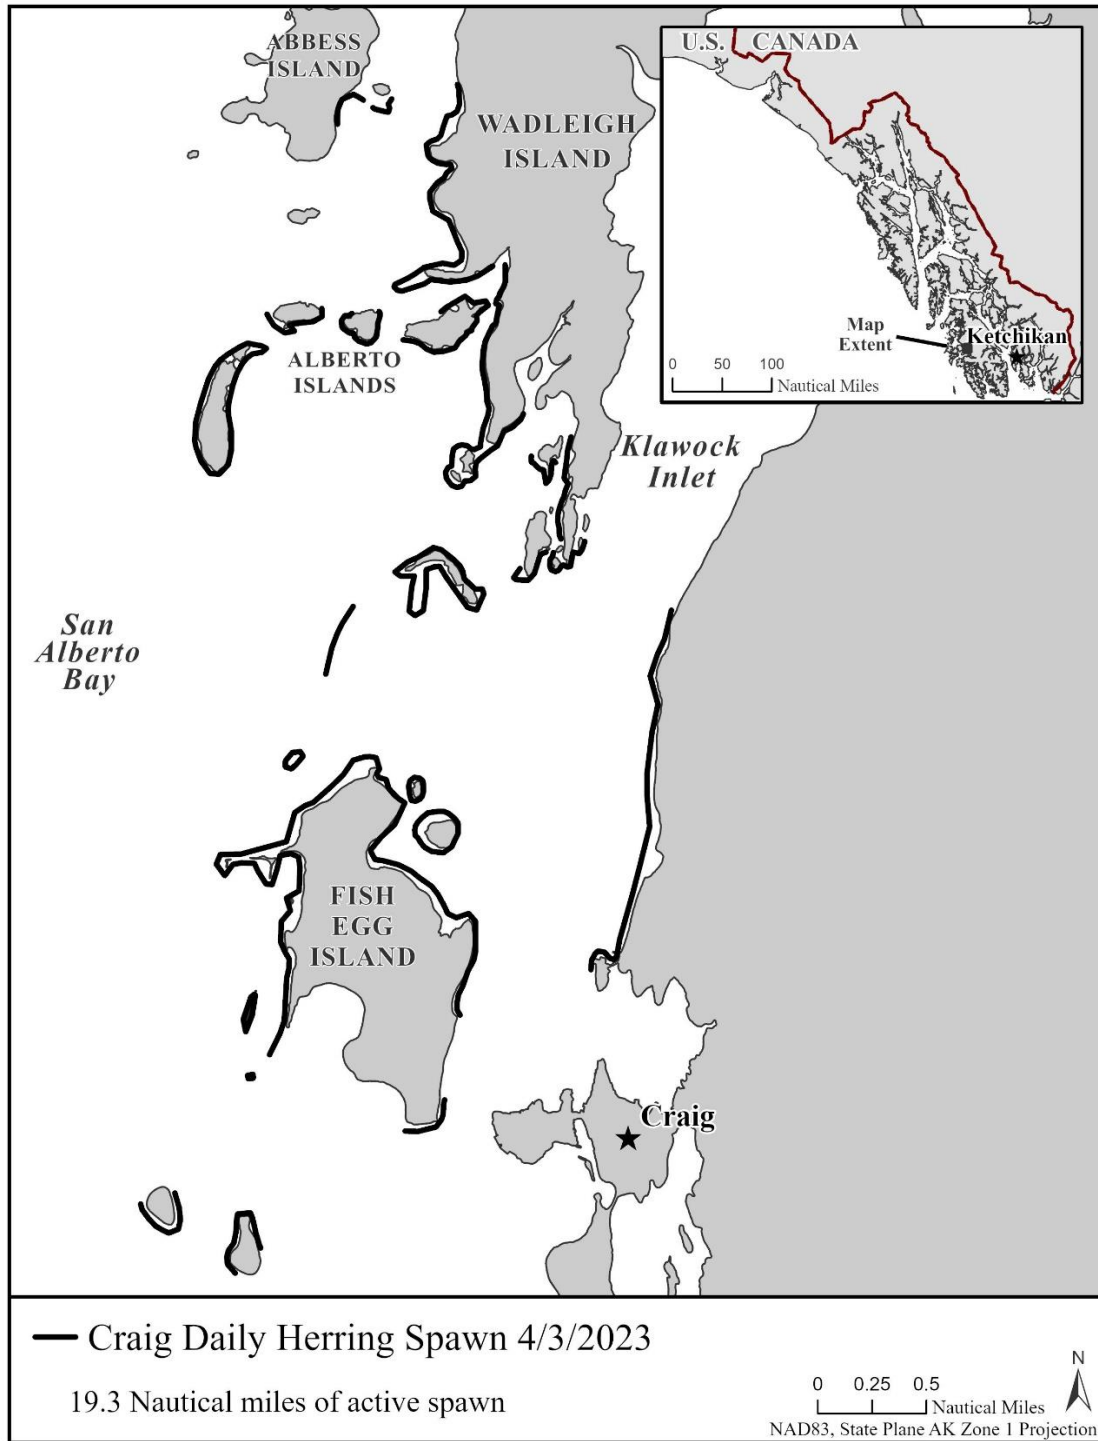 ABBESS
ISLAND
U.S. CANADA
WADLEIGH
ISLAND
Map
Extent
Ketchikan
0 50 100
Nautical Miles
ALBERTO
ISLANDS
Klawock
Inlet
San
Alberto
Bay
FISH
EGG
ISLAND
Craig
Craig Daily Herring Spawn 4/3/2023
19.3 Nautical miles of active spawn
N
0 0.25 0.5
Nautical Miles
NAD83, State Plane AK Zone 1 Projection